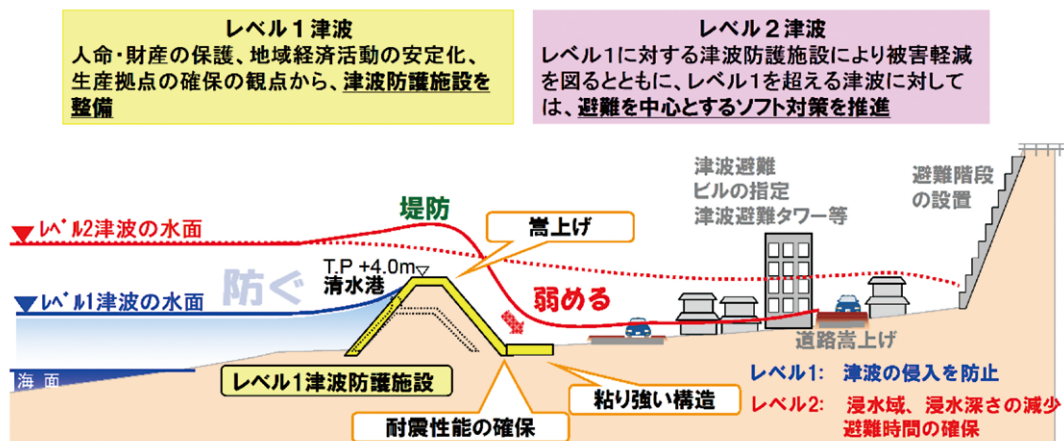 レベル1津波
人命・財産の保護、地域経済活動の安定化、
生産拠点の確保の観点から、津波防護施設を
整備
レベル2津波
レベル1に対する津波防護施設により被害軽減
を図るとともに、レベル1を超える津波に対して
は、避難を中心とするソフト対策を推進
津波避難
ビルの指定
津波避難タワー等
避難階段
の設置
堤防
嵩上げ
レベル2津波の水面
T.P +4.0m
清水港
防ぐ
レベル1津波の水面
弱める
道路嵩上げ
海面
レベル1津波防護施設
耐震性能の確保
粘り強い構造
レベル1: 津波の侵入を防止
レベル2: 浸水域、浸水深さの減少
避難時間の確保